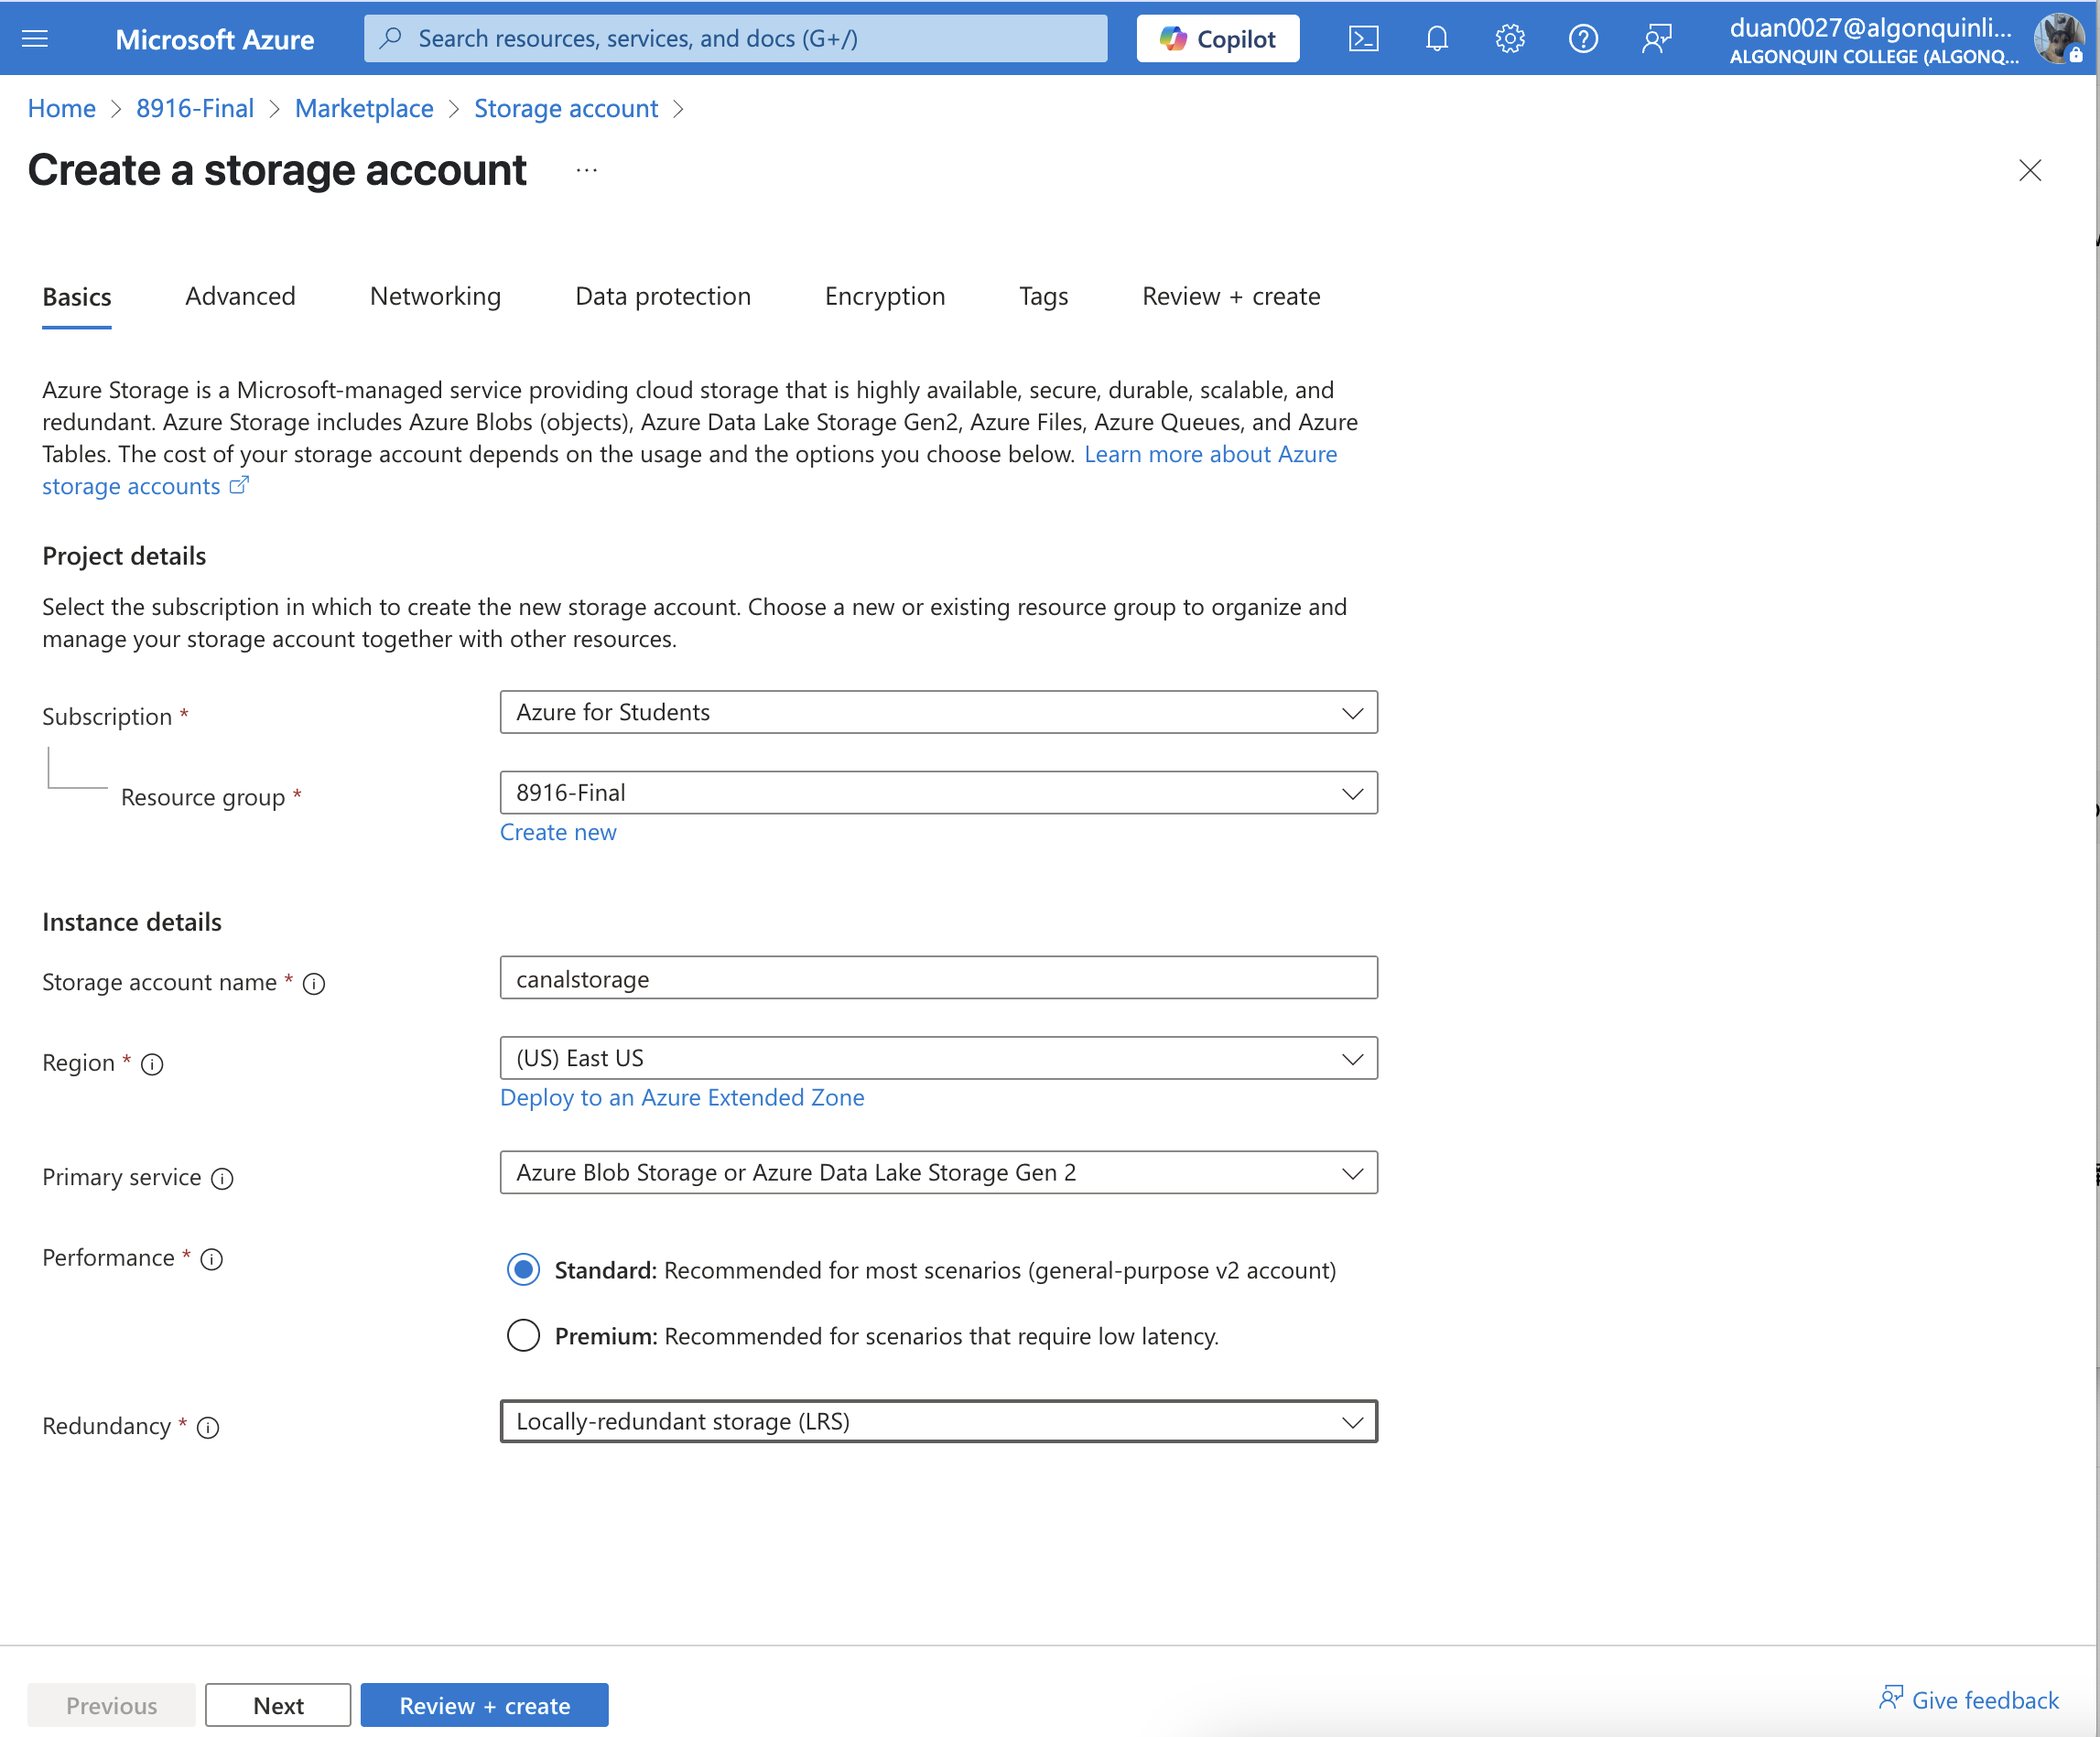 Microsoft Azure
Search resources, services, and docs (G+/)
Copilot
duan0027@algonquinli...
ALGONQUIN COLLEGE (ALGONQ...
Home > 8916-Final > Marketplace > Storage account >
Create a storage account ...
Basics Advanced Networking Data protection Encryption Tags Review + create
Azure Storage is a Microsoft-managed service providing cloud storage that is highly available, secure, durable, scalable, and
redundant. Azure Storage includes Azure Blobs (objects), Azure Data Lake Storage Gen2, Azure Files, Azure Queues, and Azure
Tables. The cost of your storage account depends on the usage and the options you choose below. Learn more about Azure
storage accounts
Project details
Select the subscription in which to create the new storage account. Choose a new or existing resource group to organize and
manage your storage account together with other resources.
Subscription *
Azure for Students
Resource group *
8916-Final
Create new
Instance details
Storage account name *
canalstorage
Region *
(US) East US
Deploy to an Azure Extended Zone
Primary service
Azure Blob Storage or Azure Data Lake Storage Gen 2
Performance *
Standard: Recommended for most scenarios (general-purpose v2 account)
Premium: Recommended for scenarios that require low latency.
Redundancy *
Locally-redundant storage (LRS)
Previous
Next
Review + create
Give feedback